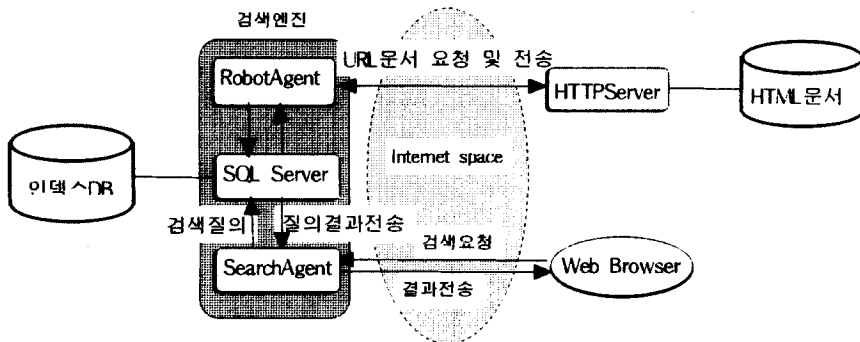 검색엔진
URL문서 요청 및 전송
RobotAgent
HTTPServer
HTML문서
Internet space
SQL Server
인덱스DB
검색질의
질의결과전송
검색요청
SearchAgent
Web Browser
결과전송